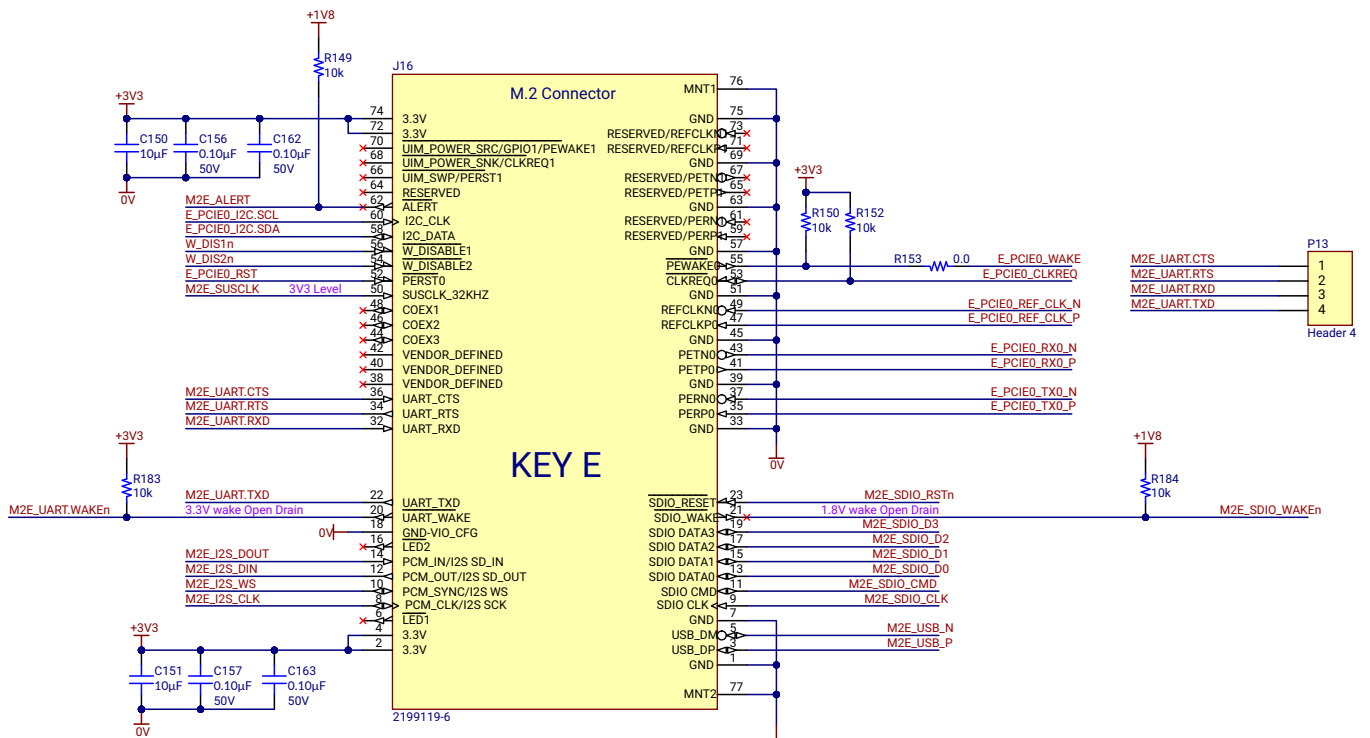 +1V8
R149
10k
J16
M.2 Connector
+3V3
C150
10µF
C156
0.10µF
50V
C162
0.10µF
50V
0V
74 3.3V
72 3.3V
70 UIM_POWER_SRC/GPIO1/PEWAKE1
68 UIM_POWER_SNK/CLKREQ1
66 UIM_SWP/PERST1
64 RESERVED
M2E_ALERT 62 ALERT
E_PCIE0_I2C.SCL 60 I2C_CLK
E_PCIE0_I2C.SDA 58 I2C_DATA
W_DIS1n 56 W_DISABLE1
W_DIS2n 54 W_DISABLE2
E_PCIE0_RST 52 PERST0
M2E_SUSCLK 3V3 Level 50 SUSCLK_32KHZ
48 COEX1
46 COEX2
44 COEX3
42 VENDOR_DEFINED
40 VENDOR_DEFINED
38 VENDOR_DEFINED
M2E_UART.CTS 36 UART_CTS
M2E_UART.RTS 34 UART_RTS
M2E_UART.RXD 32 UART_RXD
KEY E
+3V3
R183
10k
M2E_UART.WAKEn
M2E_UART.TXD 22 UART_TXD
3.3V wake Open Drain 20 UART_WAKE
0V 18 GND-VIO_CFG
16 LED2
M2E_I2S_DOUT 14 PCM_IN/I2S SD_IN
M2E_I2S_DIN 12 PCM_OUT/I2S SD_OUT
M2E_I2S_WS 10 PCM_SYNC/I2S WS
M2E_I2S_CLK 8 PCM_CLK/I2S SCK
6 LED1
4 3.3V
2 3.3V
+3V3
C151
10µF
C157
0.10µF
50V
C163
0.10µF
50V
0V
2199119-6
MNT1 76
GND 75
RESERVED/REFCLKN 73
RESERVED/REFCLKP 71
GND 69
RESERVED/PETN 67
RESERVED/PETP 65
GND 63
RESERVED/PERN 61
RESERVED/PERP1 59
GND 57
PEWAKE0 55
CLKREQ0 53
GND 51
REFCLKN0 49 E_PCIE0_REF_CLK_N
REFCLKP0 47 E_PCIE0_REF_CLK_P
GND 45
PETN0 43 E_PCIE0_RX0_N
PETP0 41 E_PCIE0_RX0_P
GND 39
PERN0 37 E_PCIE0_TX0_N
PERP0 35 E_PCIE0_TX0_P
GND 33
0V
+3V3
R150
10k
R152
10k
R153 0.0 E_PCIE0_WAKE
E_PCIE0_CLKREQ
SDIO_RESET 23 M2E_SDIO_RSTn
SDIO_WAKE 21 1.8V wake Open Drain
SDIO DATA3 19 M2E_SDIO_D3
SDIO DATA2 17 M2E_SDIO_D2
SDIO DATA1 15 M2E_SDIO_D1
SDIO DATA0 13 M2E_SDIO_D0
SDIO CMD 11 M2E_SDIO_CMD
SDIO CLK 9 M2E_SDIO_CLK
GND 7
USB_DM 5 M2E_USB_N
USB_DP 3 M2E_USB_P
GND 1
MNT2 77
+1V8
R184
10k
M2E_SDIO_WAKEn
P13
M2E_UART.CTS 1
M2E_UART.RTS 2
M2E_UART.RXD 3
M2E_UART.TXD 4
Header 4